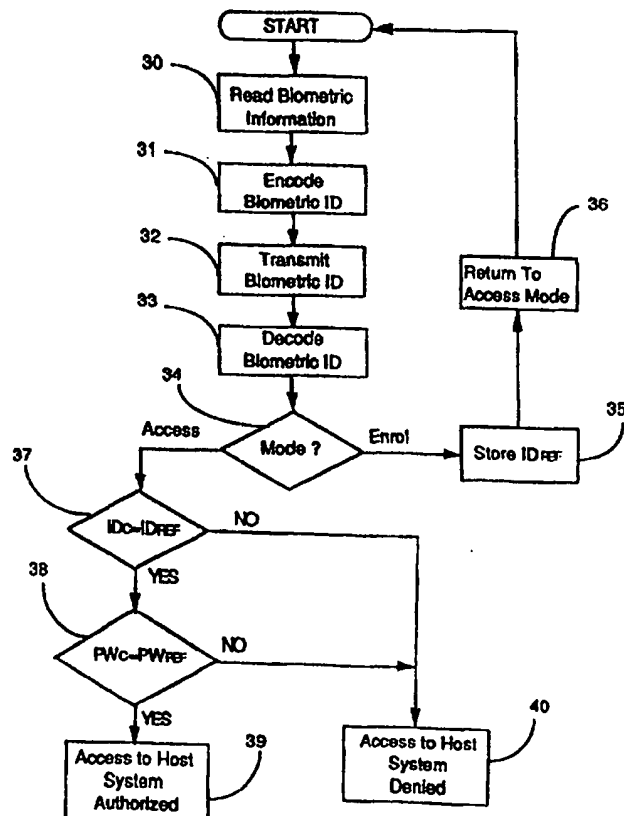 START
30
Read Biometric
Information
31
Encode
Biometric ID
32
Transmit
Biometric ID
33
Decode
Biometric ID
34
Mode ?
Access
Enrol
35
Store IDREF
36
Return To
Access Mode
37
IDC=IDREF
NO
YES
38
PWC=PWREF
NO
YES
39
Access to Host
System
Authorized
40
Access to Host
System
Denied